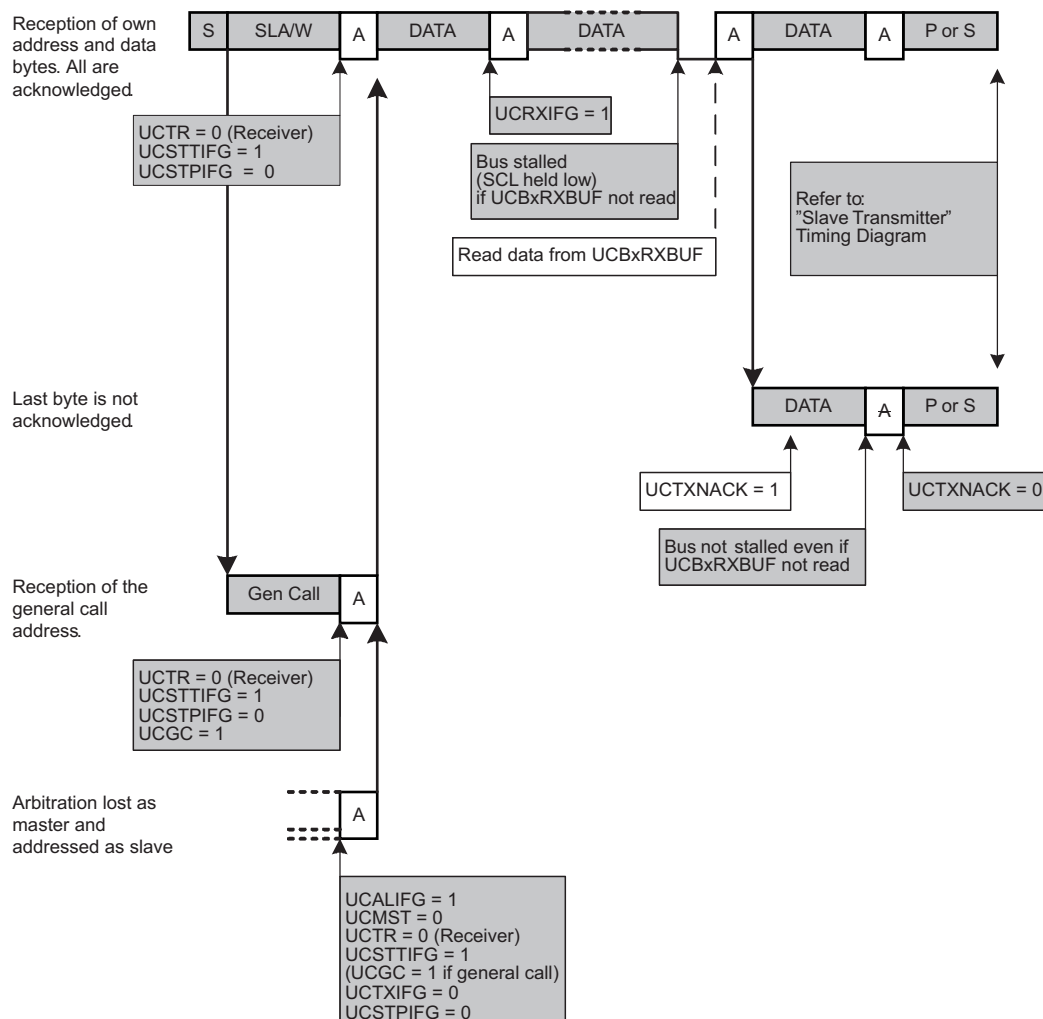 Reception of own
address and data
bytes. All are
acknowledged.
S SLA/W A DATA A DATA A DATA A P or S
UCTR = 0 (Receiver)
UCSTTIFG = 1
UCSTPIFG = 0
UCRXIFG = 1
Bus stalled
(SCL held low)
if UCBxRXBUF not read
Read data from UCBxRXBUF
Refer to:
”Slave Transmitter”
Timing Diagram
Last byte is not
acknowledged.
DATA A P or S
UCTXNACK = 1
UCTXNACK = 0
Bus not stalled even if
UCBxRXBUF not read
Reception of the
general call
address.
Gen Call A
UCTR = 0 (Receiver)
UCSTTIFG = 1
UCSTPIFG = 0
UCGC = 1
Arbitration lost as
master and
addressed as slave
A
UCALIFG = 1
UCMST = 0
UCTR = 0 (Receiver)
UCSTTIFG = 1
(UCGC = 1 if general call)
UCTXIFG = 0
UCSTPIFG = 0